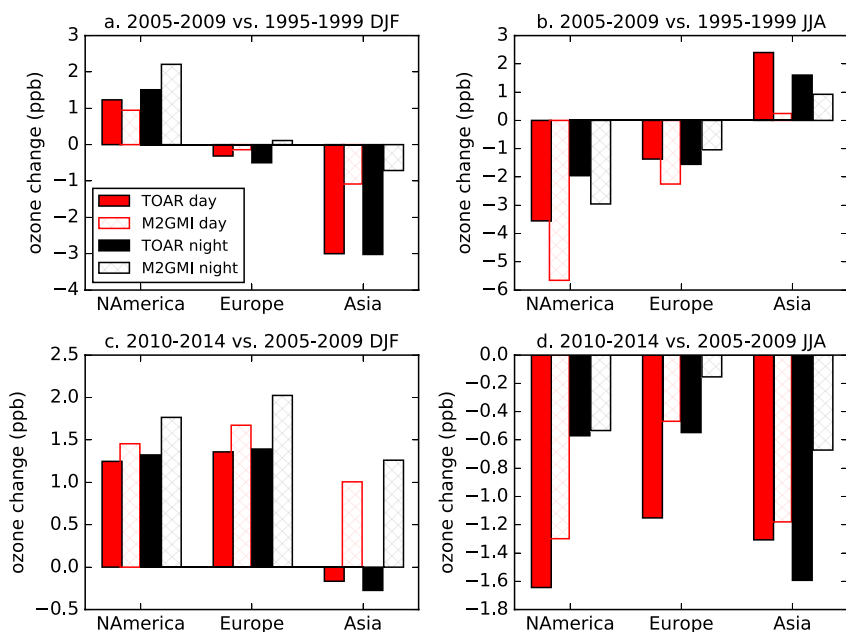 a. 2005-2009 vs. 1995-1999 DJF
3
2
1
0
−1
−2
−3
−4
ozone change (ppb)
TOAR day
M2GMI day
TOAR night
M2GMI night
NAmerica Europe Asia
b. 2005-2009 vs. 1995-1999 JJA
3
2
1
0
−1
−2
−3
−4
−5
−6
ozone change (ppb)
NAmerica Europe Asia
c. 2010-2014 vs. 2005-2009 DJF
2.5
2.0
1.5
1.0
0.5
0.0
−0.5
ozone change (ppb)
NAmerica Europe Asia
d. 2010-2014 vs. 2005-2009 JJA
0.0
−0.2
−0.4
−0.6
−0.8
−1.0
−1.2
−1.4
−1.6
−1.8
ozone change (ppb)
NAmerica Europe Asia